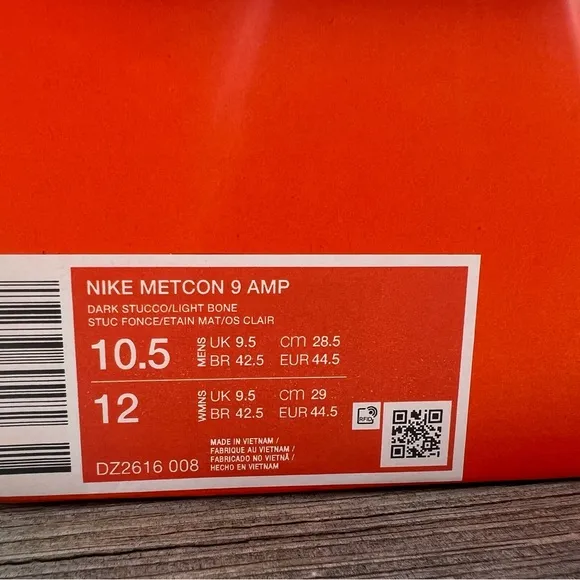 NIKE METCON 9 AMP
DARK STUCCO/LIGHT BONE
STUC FONCE/ETAIN MAT/OS CLAIR
10.5 MENS UK 9.5 cm 28.5
BR 42.5 EUR 44.5
12 WMNS UK 9.5 cm 29
BR 42.5 EUR 44.5
RFID
MADE IN VIETNAM /
FABRIQUE AU VIETNAM /
FABRICADO NO VIETNÃ /
HECHO EN VIETNAM
DZ2616 008